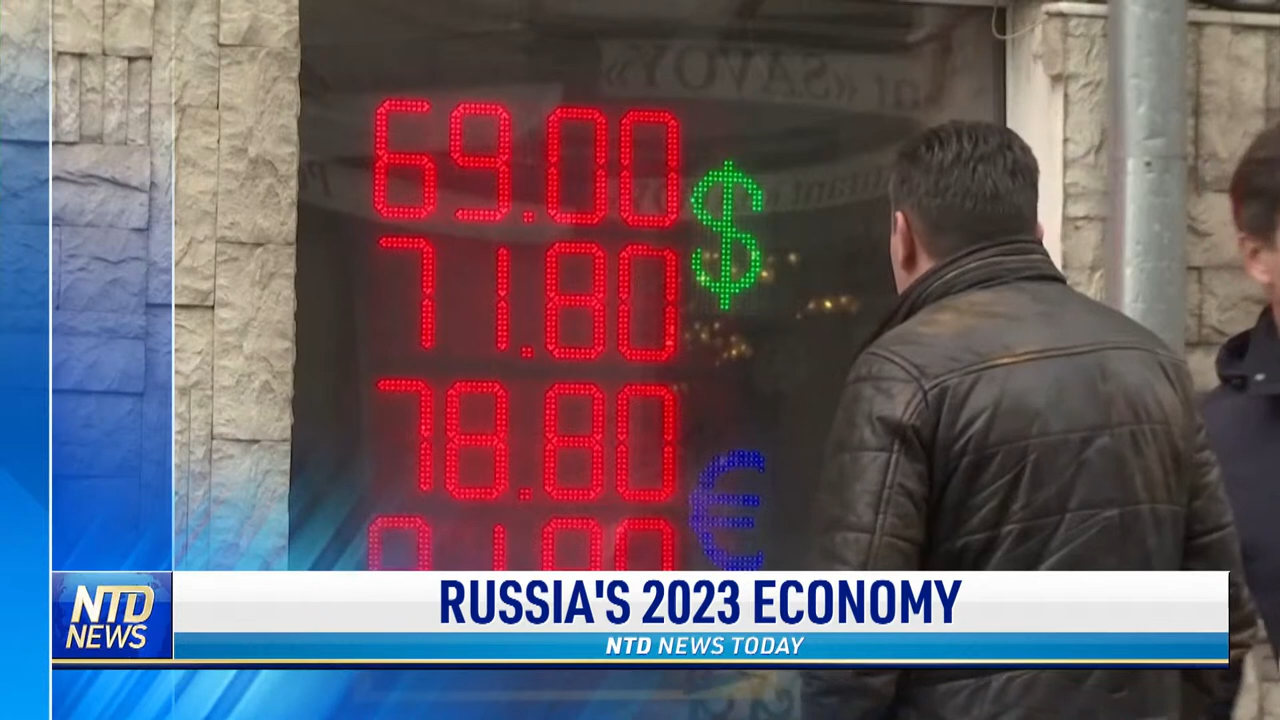 69.00
$
71.80
78.80
€
NTD
NEWS
RUSSIA'S 2023 ECONOMY
NTD NEWS TODAY